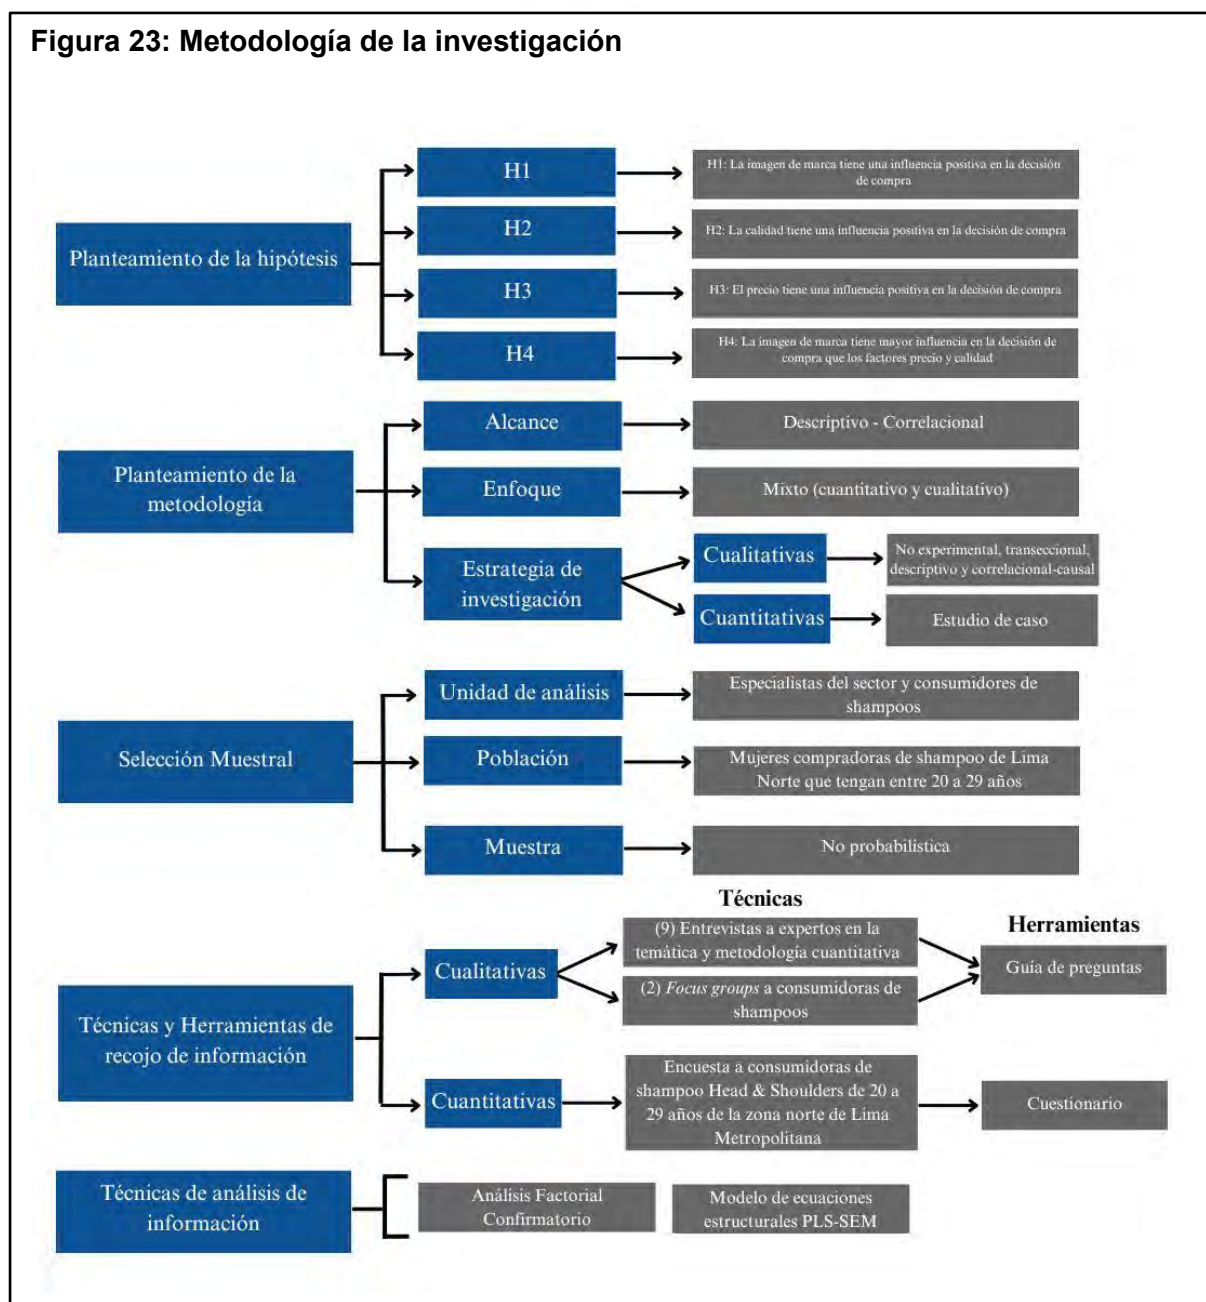 Figura 23: Metodología de la investigación
Planteamiento de la hipótesis
H1
H1: La imagen de marca tiene una influencia positiva en la decisión
de compra
H2
H2: La calidad tiene una influencia positiva en la decisión de compra
H3
H3: El precio tiene una influencia positiva en la decisión de compra
H4
H4: La imagen de marca tiene mayor influencia en la decisión de
compra que los factores precio y calidad
Planteamiento de la
metodología
Alcance
Descriptivo - Correlacional
Enfoque
Mixto (cuantitativo y cualitativo)
Estrategia de
investigación
Cualitativas
No experimental, transeccional,
descriptivo y correlacional-causal
Cuantitativas
Estudio de caso
Selección Muestral
Unidad de análisis
Especialistas del sector y consumidores de
shampoos
Población
Mujeres compradoras de shampoo de Lima
Norte que tengan entre 20 a 29 años
Muestra
No probabilística
Técnicas
Herramientas
Técnicas y Herramientas de
recojo de información
Cualitativas
(9) Entrevistas a expertos en la
temática y metodología cuantitativa
(2) Focus groups a consumidoras de
shampoos
Guía de preguntas
Cuantitativas
Encuesta a consumidoras de
shampoo Head & Shoulders de 20 a
29 años de la zona norte de Lima
Metropolitana
Cuestionario
Técnicas de análisis de
información
Análisis Factorial
Confirmatorio
Modelo de ecuaciones
estructurales PLS-SEM